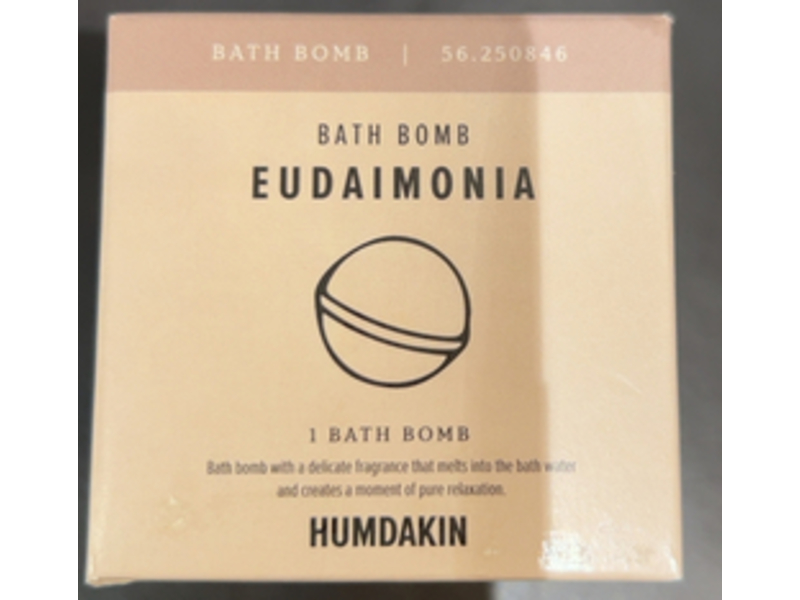 BATH BOMB | 56.250846
BATH BOMB
EUDAIMONIA
1 BATH BOMB
Bath bomb with a delicate fragrance that melts into the bath water
and creates a moment of pure relaxation.
HUMDAKIN